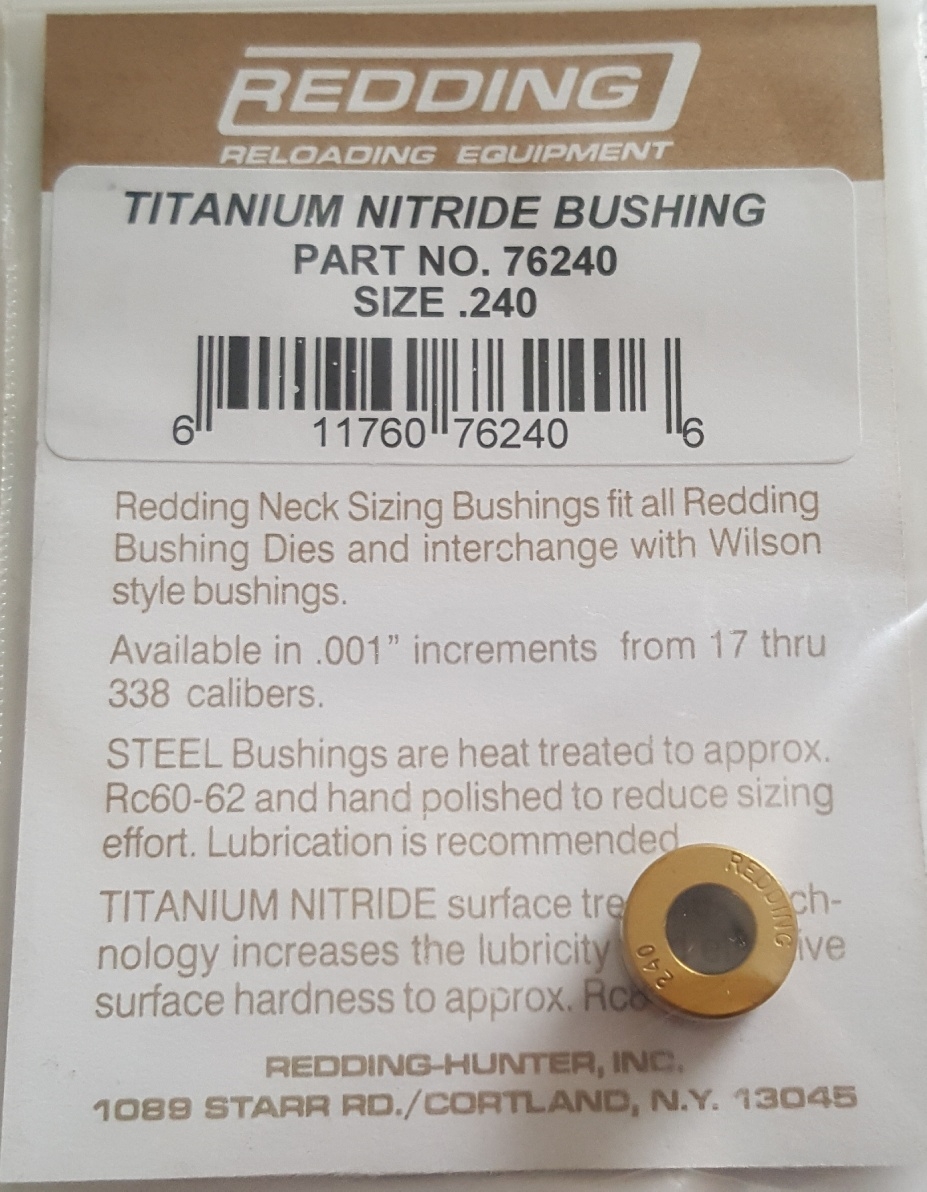 REDDING
RELOADING EQUIPMENT
TITANIUM NITRIDE BUSHING
PART NO. 76240
SIZE .240
6 11760 76240 6
Redding Neck Sizing Bushings fit all Redding
Bushing Dies and interchange with Wilson
style bushings.
Available in .001” increments from 17 thru
338 calibers.
STEEL Bushings are heat treated to approx.
Rc60-62 and hand polished to reduce sizing
effort. Lubrication is recommended
TITANIUM NITRIDE surface tre ch-
nology increases the lubricity ive
surface hardness to approx. Rc
REDDING
240
REDDING-HUNTER, INC.
1089 STARR RD./CORTLAND, N.Y. 13045